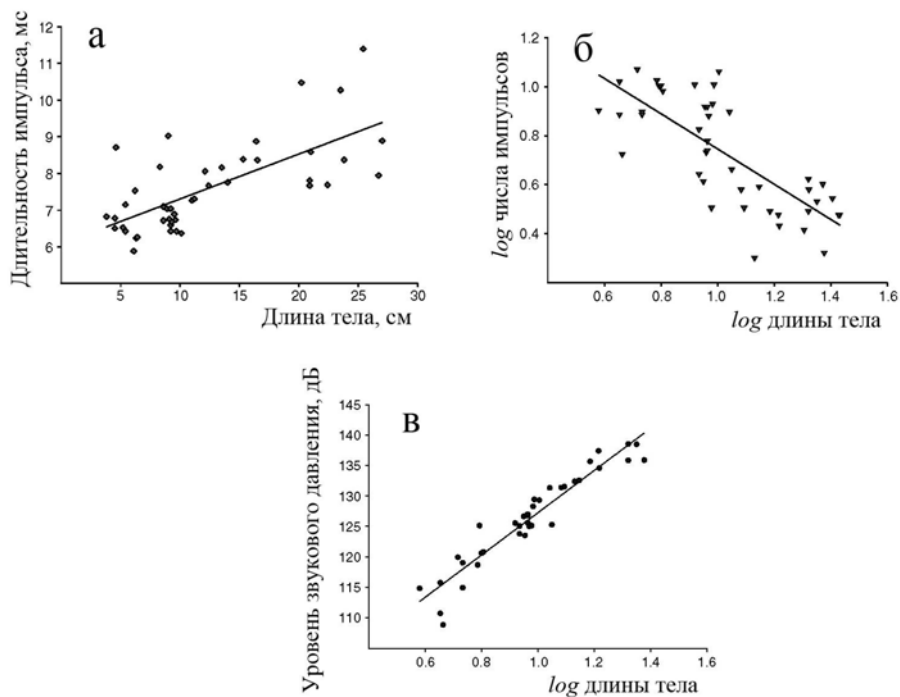 а
Длительность импульса, мс
12
11
10
9
8
7
6
5 10 15 20 25 30
Длина тела, см
б
log числа импульсов
1.2
1.0
0.8
0.6
0.4
0.6 0.8 1.0 1.2 1.4 1.6
log длины тела
в
Уровень звукового давления, дБ
145
140
135
130
125
120
115
110
0.6 0.8 1.0 1.2 1.4 1.6
log длины тела